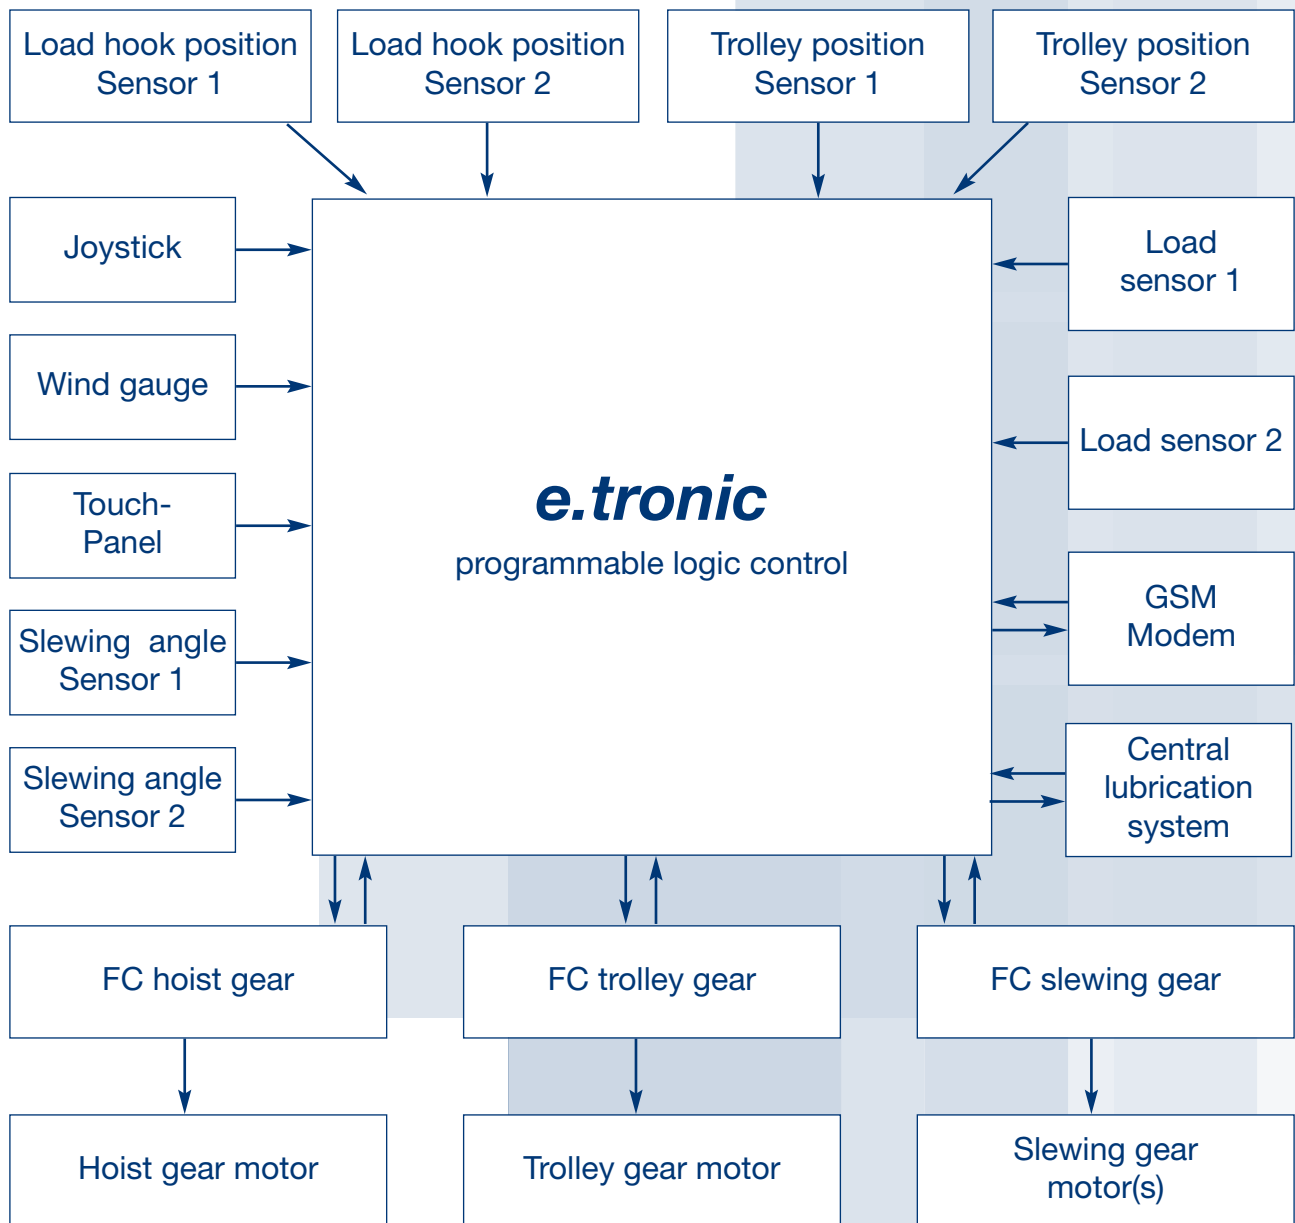 Load hook position
Sensor 1
Load hook position
Sensor 2
Trolley position
Sensor 1
Trolley position
Sensor 2
Joystick
Wind gauge
Touch-
Panel
Slewing angle
Sensor 1
Slewing angle
Sensor 2
e.tronic
programmable logic control
Load
sensor 1
Load sensor 2
GSM
Modem
Central
lubrication
system
FC hoist gear
FC trolley gear
FC slewing gear
Hoist gear motor
Trolley gear motor
Slewing gear
motor(s)